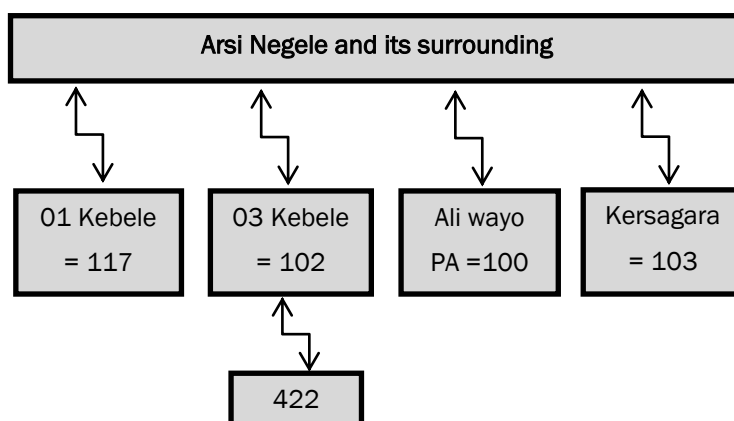 Arsi Negele and its surrounding
01 Kebele
= 117
03 Kebele
= 102
Ali wayo
PA =100
Kersagara
= 103
422